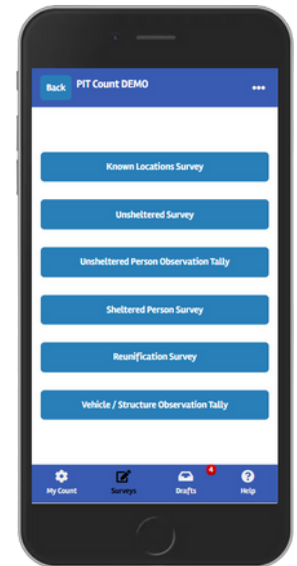 Back PIT Count DEMO
Known Locations Survey
Unsheltered Survey
Unsheltered Person Observation Tally
Sheltered Person Survey
Reunification Survey
Vehicle / Structure Observation Tally
4
My Count Surveys Drafts Help